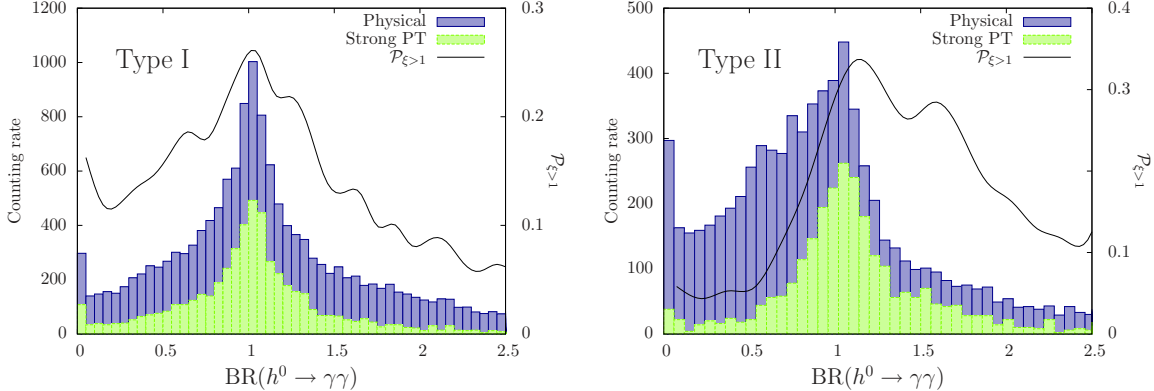 Type I
Physical
Strong PT
𝒫ξ>1
Counting rate
1200
1000
800
600
400
200
0
0.3
0.2
0.1
0
𝒫ξ>1
0 0.5 1 1.5 2 2.5
BR(h⁰ → γγ)
Type II
Physical
Strong PT
𝒫ξ>1
Counting rate
500
400
300
200
100
0
0.4
0.3
0.2
0.1
0
𝒫ξ>1
0 0.5 1 1.5 2 2.5
BR(h⁰ → γγ)